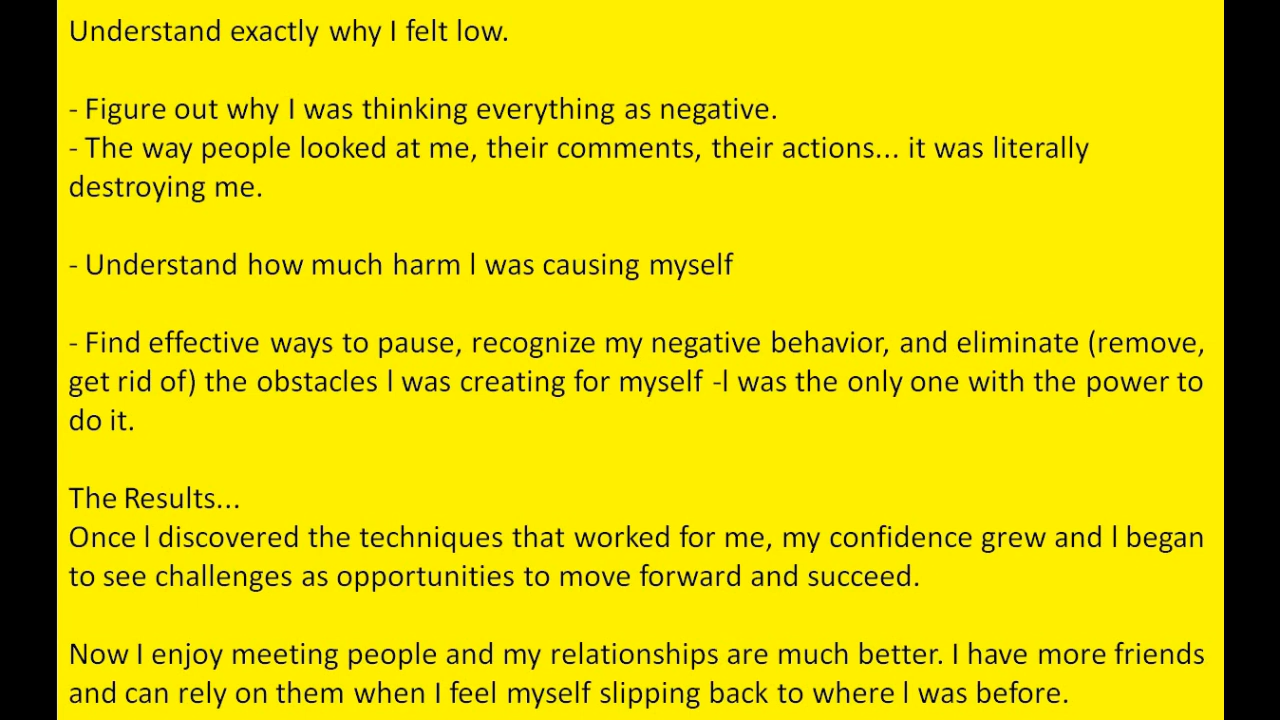 Understand exactly why I felt low.
- Figure out why I was thinking everything as negative.
- The way people looked at me, their comments, their actions... it was literally
destroying me.
- Understand how much harm l was causing myself
- Find effective ways to pause, recognize my negative behavior, and eliminate (remove,
get rid of) the obstacles l was creating for myself -l was the only one with the power to
do it.
The Results...
Once l discovered the techniques that worked for me, my confidence grew and l began
to see challenges as opportunities to move forward and succeed.
Now I enjoy meeting people and my relationships are much better. I have more friends
and can rely on them when I feel myself slipping back to where l was before.